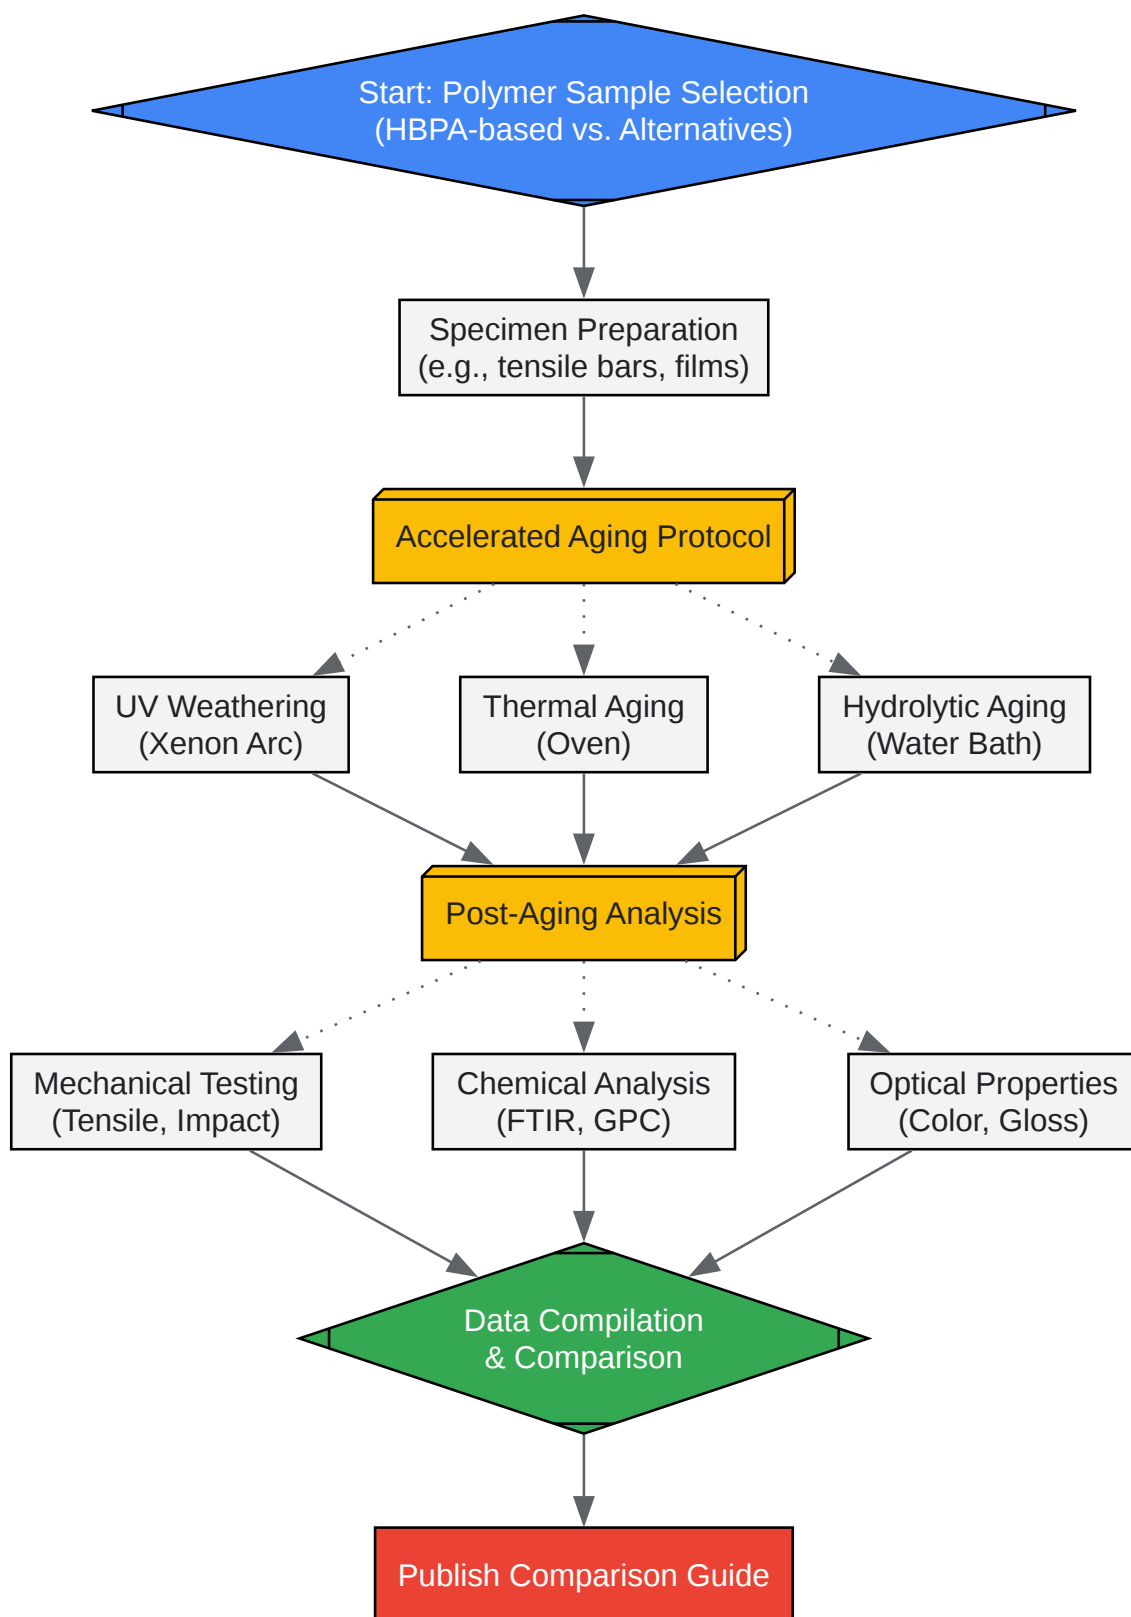 Start: Polymer Sample Selection
(HBPA-based vs. Alternatives)
Specimen Preparation
(e.g., tensile bars, films)
Accelerated Aging Protocol
UV Weathering
(Xenon Arc)
Thermal Aging
(Oven)
Hydrolytic Aging
(Water Bath)
Post-Aging Analysis
Mechanical Testing
(Tensile, Impact)
Chemical Analysis
(FTIR, GPC)
Optical Properties
(Color, Gloss)
Data Compilation
& Comparison
Publish Comparison Guide